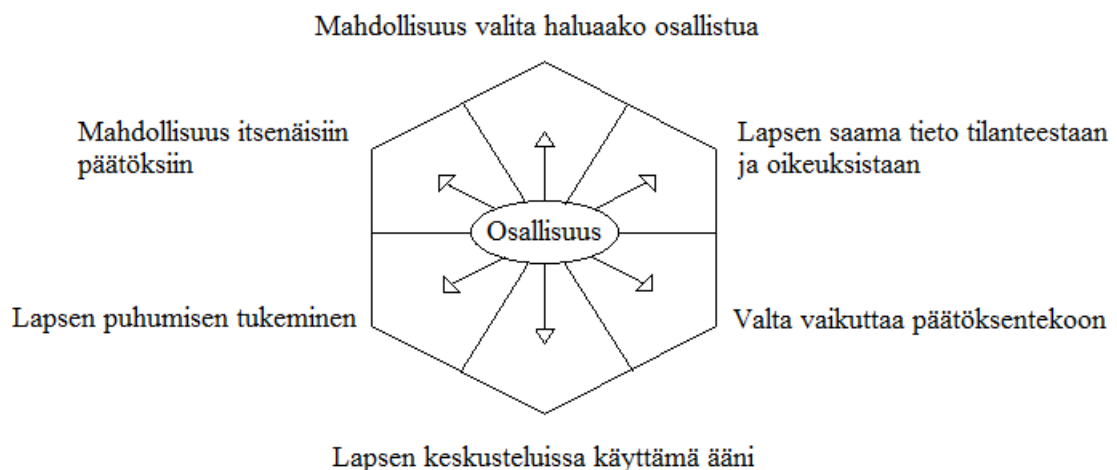 Mahdollisuus valita haluaako osallistua
Mahdollisuus itsenäisiin
päätöksiin
Lapsen saama tieto tilanteestaan
ja oikeuksistaan
Osallisuus
Lapsen puhumisen tukeminen
Valta vaikuttaa päätöksentekoon
Lapsen keskusteluissa käyttämä ääni